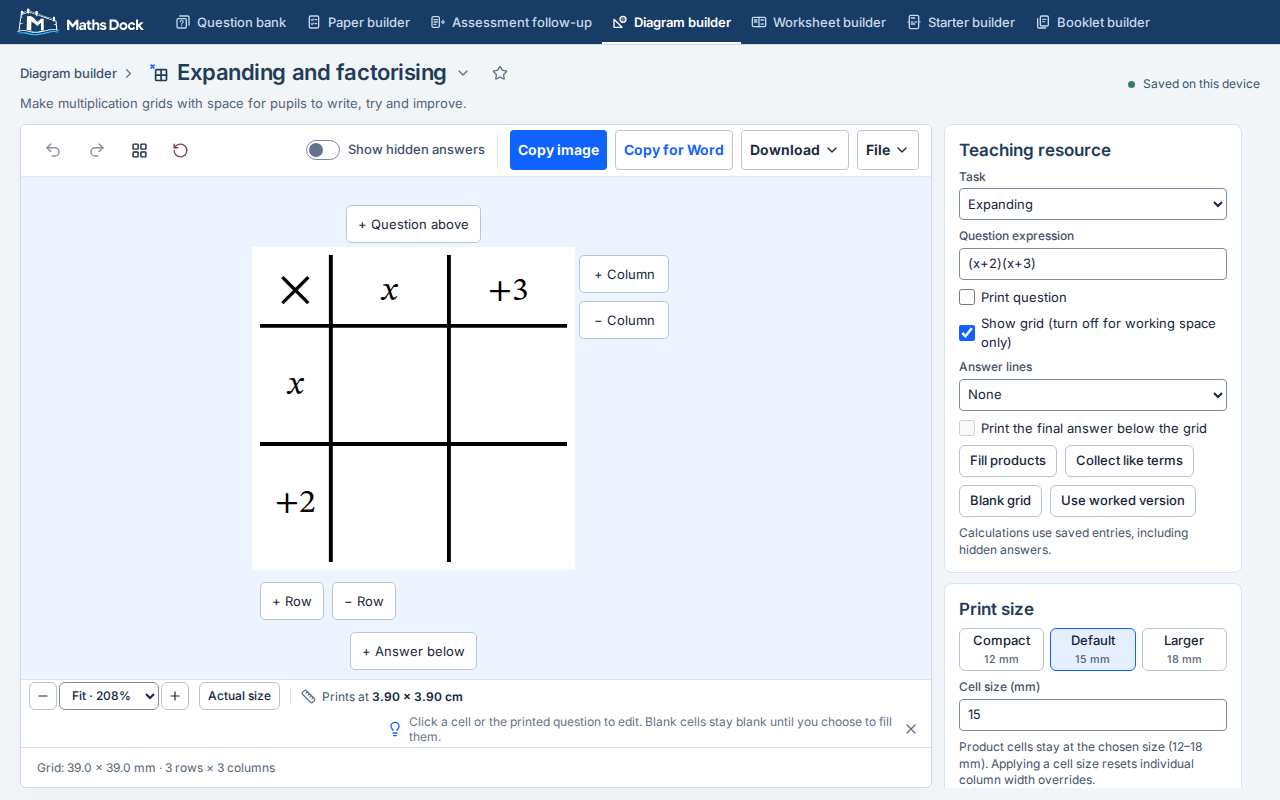 Maths Dock
Question bank
Paper builder
Assessment follow-up
Diagram builder
Worksheet builder
Starter builder
Booklet builder
Diagram builder
Expanding and factorising
Saved on this device
Make multiplication grids with space for pupils to write, try and improve.
Show hidden answers
Copy image
Copy for Word
Download
File
+ Question above
× x +3
x
+2
+ Column
− Column
+ Row
− Row
+ Answer below
− Fit · 208% + Actual size Prints at 3.90 × 3.90 cm
Click a cell or the printed question to edit. Blank cells stay blank until you choose to fill
them.
Grid: 39.0 × 39.0 mm · 3 rows × 3 columns
Teaching resource
Task
Expanding
Question expression
(x+2)(x+3)
Print question
Show grid (turn off for working space
only)
Answer lines
None
Print the final answer below the grid
Fill products
Collect like terms
Blank grid
Use worked version
Calculations use saved entries, including
hidden answers.
Print size
Compact
12 mm
Default
15 mm
Larger
18 mm
Cell size (mm)
15
Product cells stay at the chosen size (12–18
mm). Applying a cell size resets individual
column width overrides.